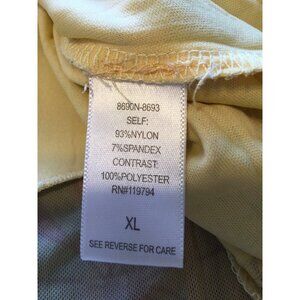 8690N-8693
SELF:
93%NYLON
7%SPANDEX
CONTRAST:
100%POLYESTER
RN#119794
XL
SEE REVERSE FOR CARE